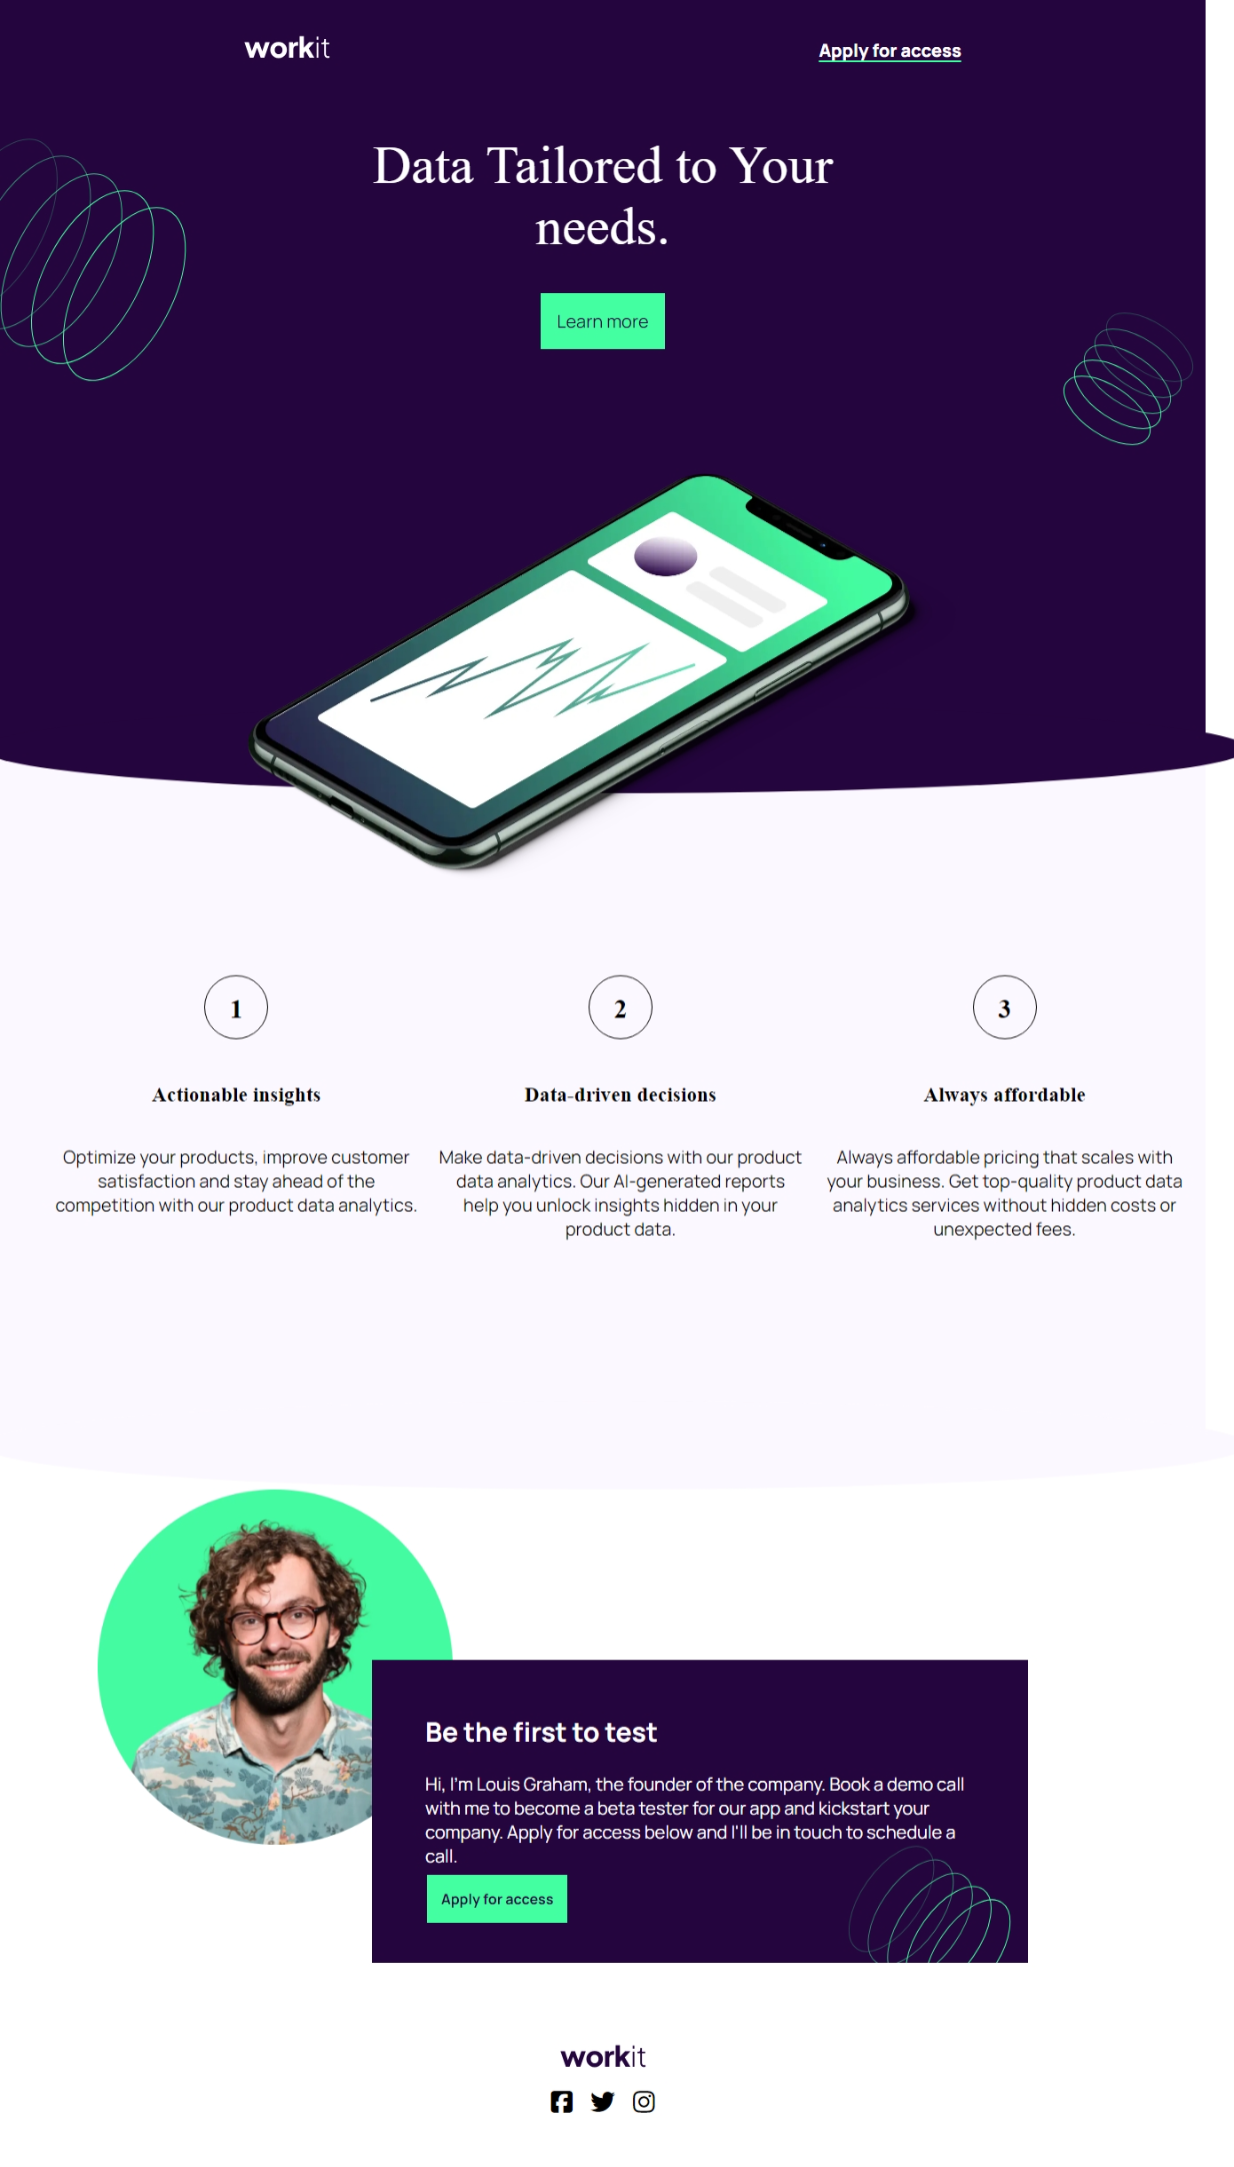 workit
Apply for access
Data Tailored to Your
needs.
Learn more
1
2
3
Actionable insights
Data-driven decisions
Always affordable
Optimize your products, improve customer
satisfaction and stay ahead of the
competition with our product data analytics.
Make data-driven decisions with our product
data analytics. Our AI-generated reports
help you unlock insights hidden in your
product data.
Always affordable pricing that scales with
your business. Get top-quality product data
analytics services without hidden costs or
unexpected fees.
Be the first to test
Hi, I'm Louis Graham, the founder of the company. Book a demo call
with me to become a beta tester for our app and kickstart your
company. Apply for access below and I'll be in touch to schedule a
call.
Apply for access
workit